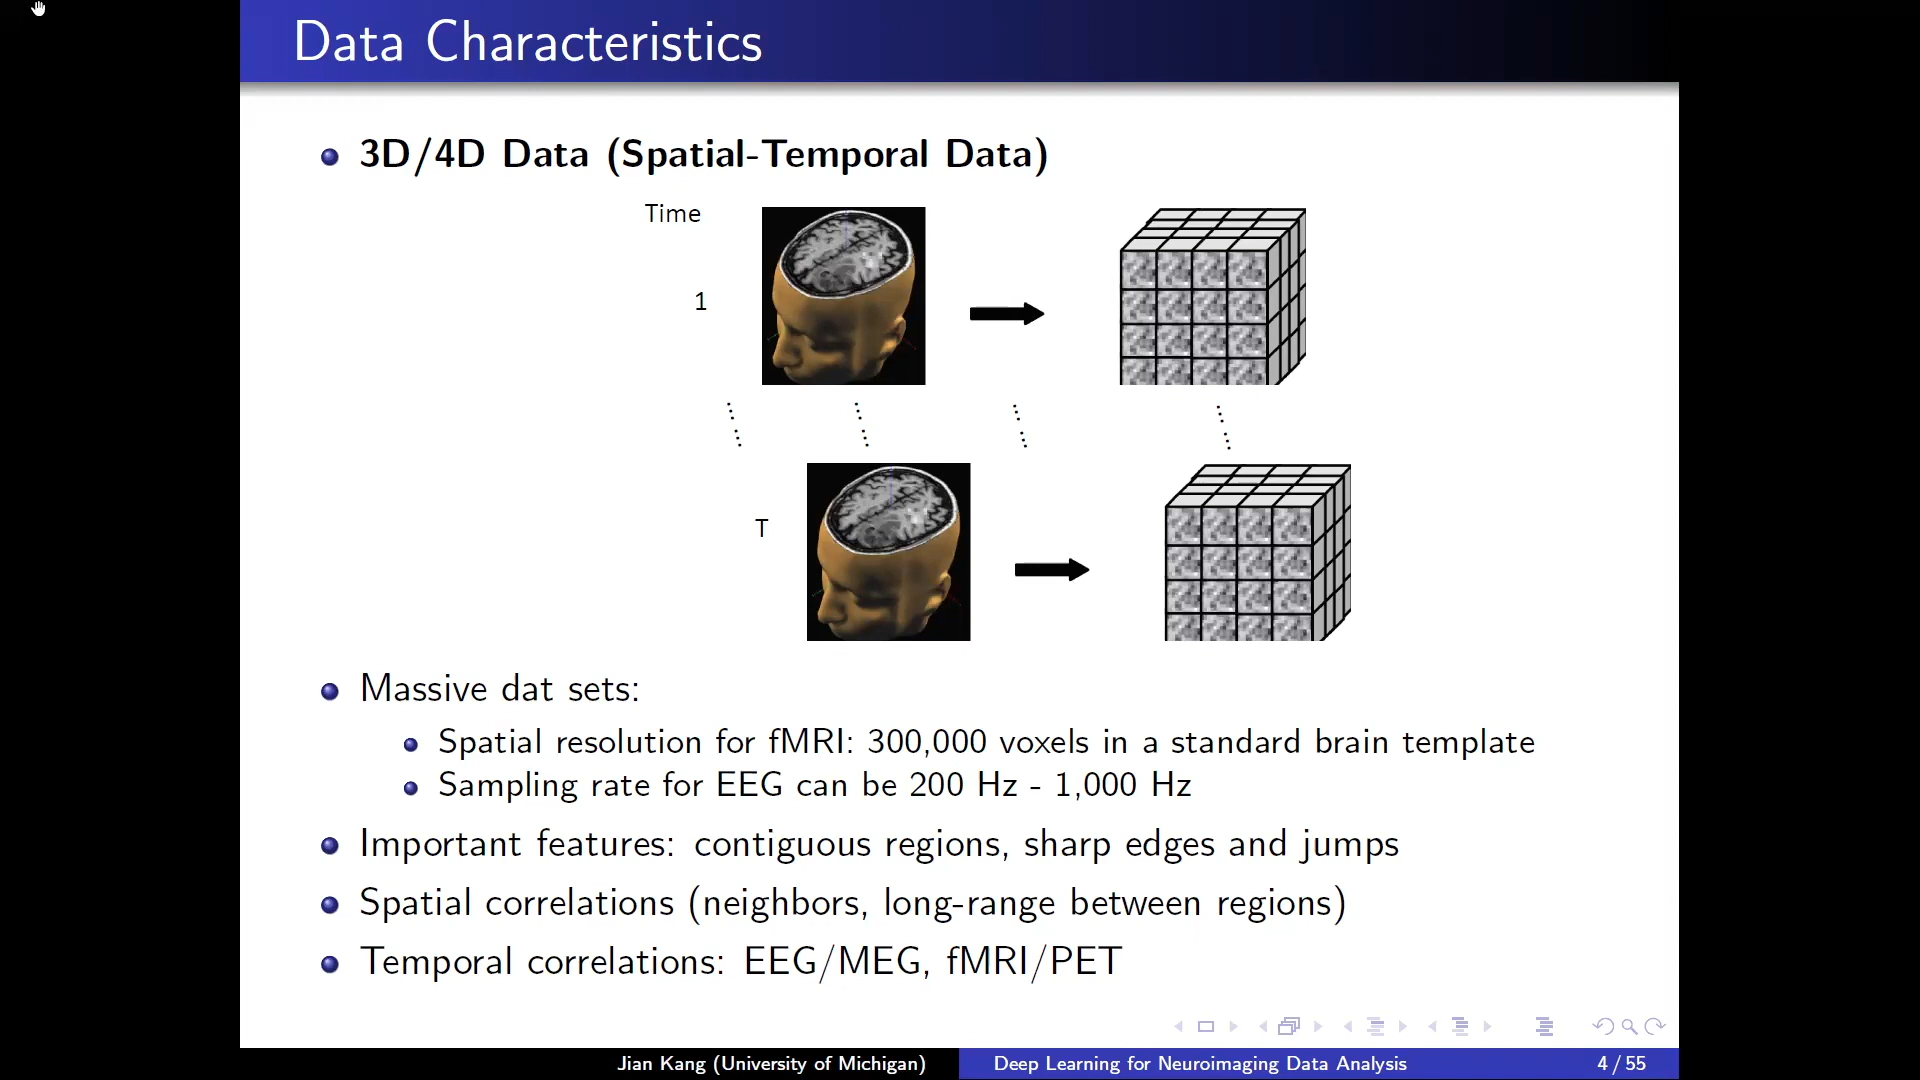 Data Characteristics
3D/4D Data (Spatial-Temporal Data)
Time
1
T
Massive dat sets:
Spatial resolution for fMRI: 300,000 voxels in a standard brain template
Sampling rate for EEG can be 200 Hz - 1,000 Hz
Important features: contiguous regions, sharp edges and jumps
Spatial correlations (neighbors, long-range between regions)
Temporal correlations: EEG/MEG, fMRI/PET
Jian Kang (University of Michigan)
Deep Learning for Neuroimaging Data Analysis
4 / 55